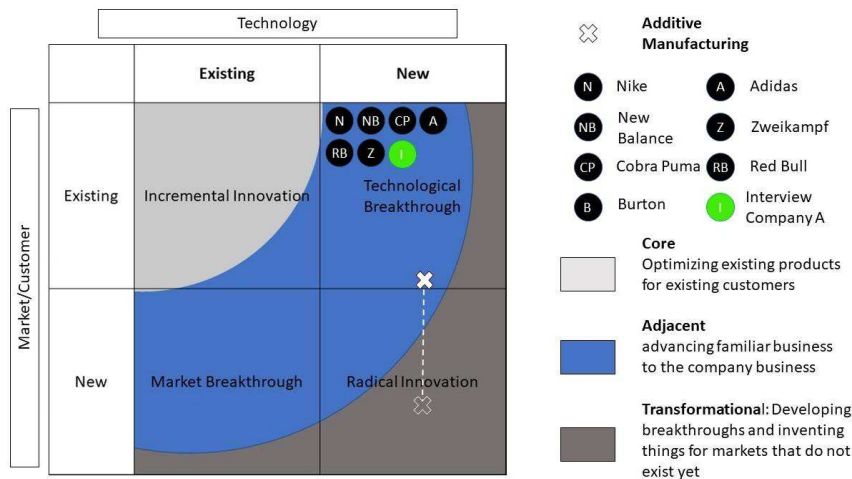 Technology
Existing
New
Market/Customer
Existing
New
N NB CP A
RB Z I
Incremental Innovation
Technological
Breakthrough
Market Breakthrough
Radical Innovation
Additive
Manufacturing
N Nike
A Adidas
NB New
Balance
Z Zweikampf
CP Cobra Puma
RB Red Bull
B Burton
I Interview
Company A
Core
Optimizing existing products
for existing customers
Adjacent
advancing familiar business
to the company business
Transformational: Developing
breakthroughs and inventing
things for markets that do not
exist yet